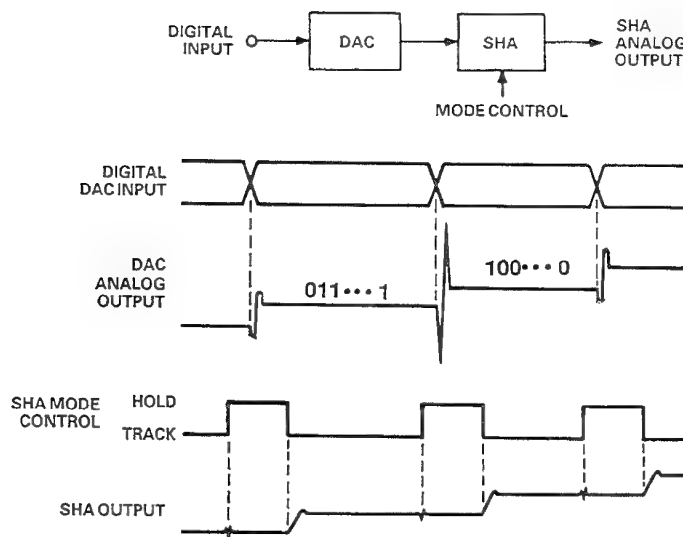 DIGITAL
INPUT
DAC
SHA
SHA
ANALOG
OUTPUT
MODE CONTROL
DIGITAL
DAC INPUT
DAC
ANALOG
OUTPUT
011••• 1
100••• 0
SHA MODE
CONTROL
HOLD
TRACK
SHA OUTPUT